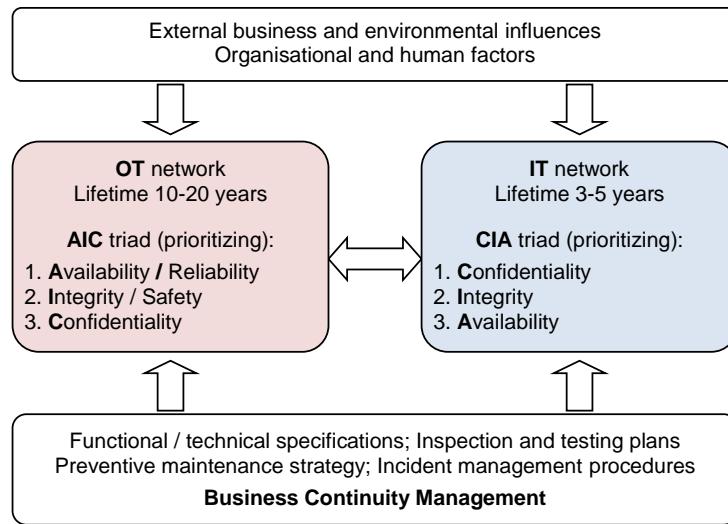 External business and environmental influences
Organisational and human factors
OT network
Lifetime 10-20 years
AIC triad (prioritizing):
1. Availability / Reliability
2. Integrity / Safety
3. Confidentiality
IT network
Lifetime 3-5 years
CIA triad (prioritizing):
1. Confidentiality
2. Integrity
3. Availability
Functional / technical specifications; Inspection and testing plans
Preventive maintenance strategy; Incident management procedures
Business Continuity Management